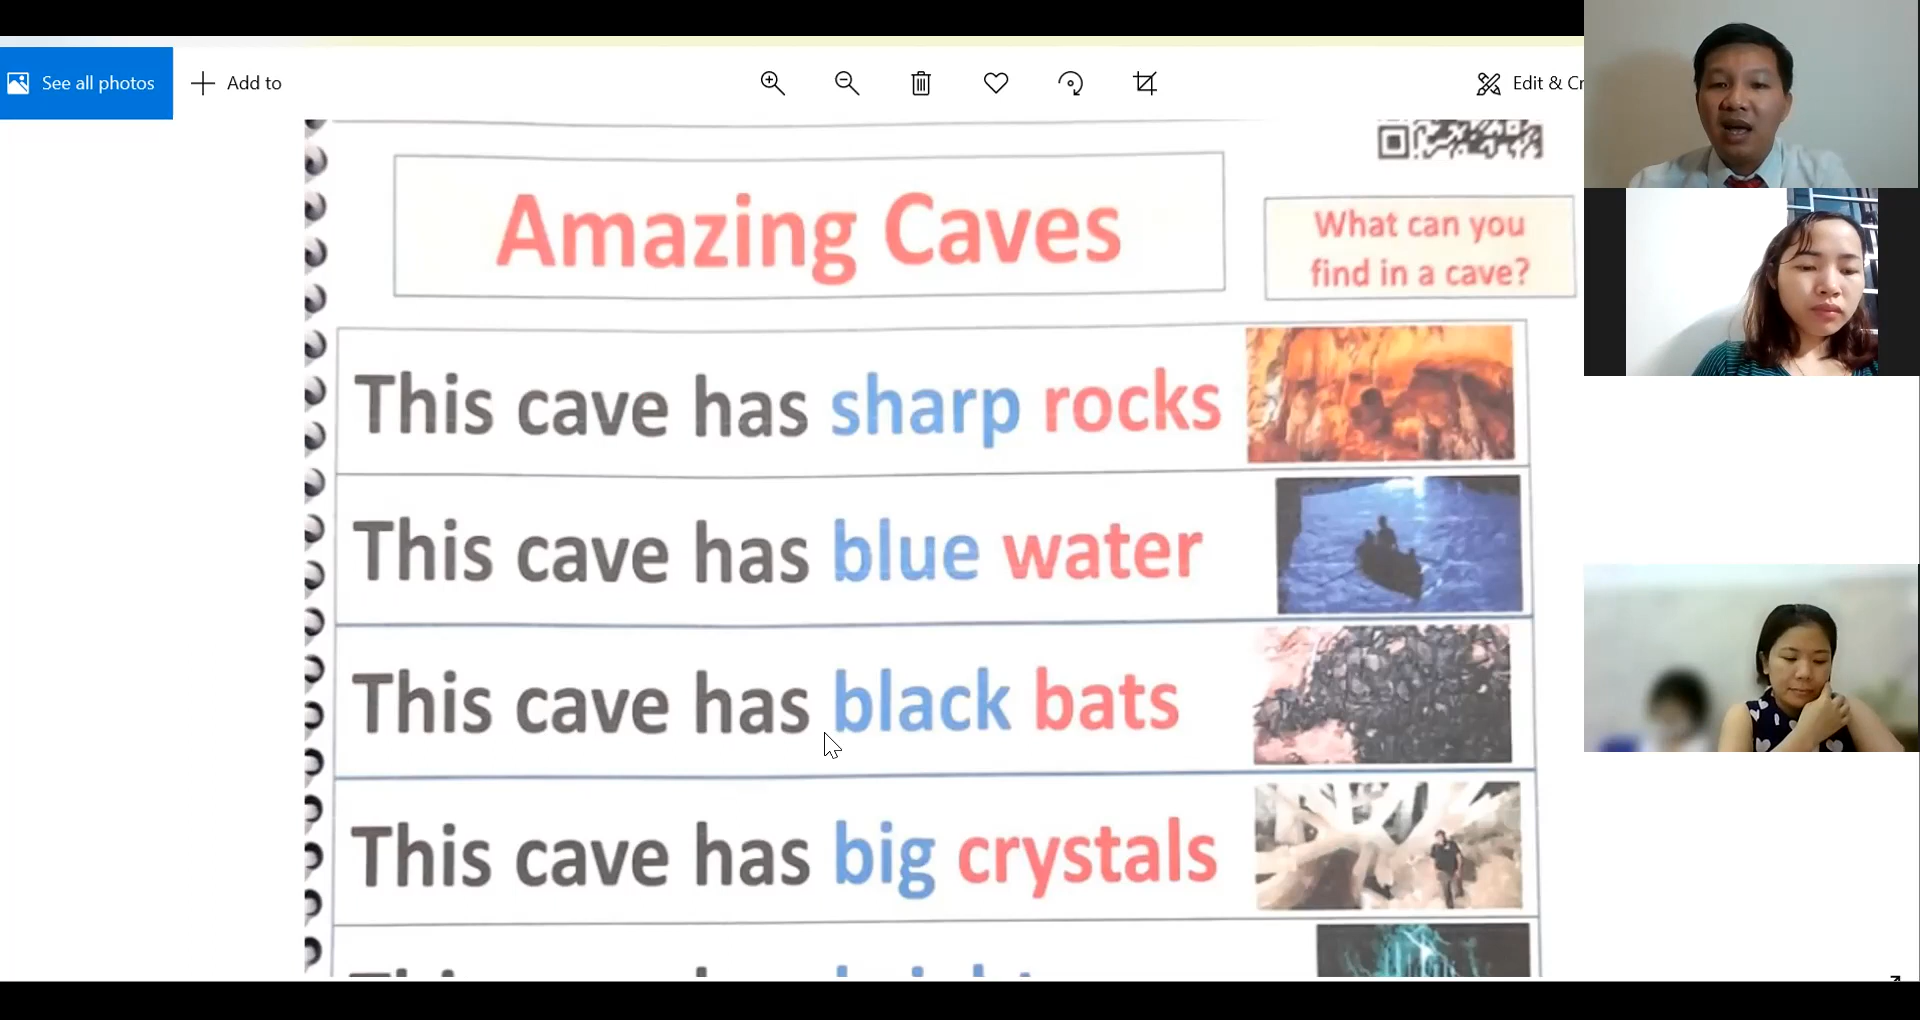 See all photos
Add to
Edit & Cr
Amazing Caves
What can you
find in a cave?
This cave has sharp rocks
This cave has blue water
This cave has black bats
This cave has big crystals